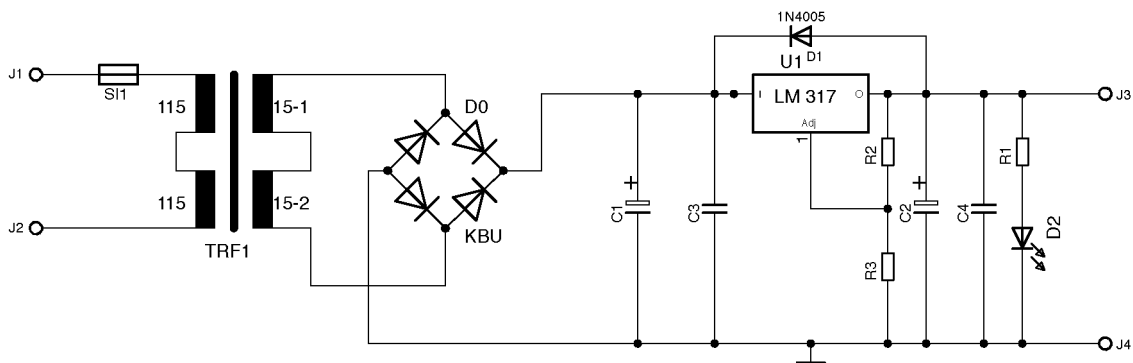 1N4005
U1 D1
J1
SI1
115
15-1
D0
I LM 317 O
J3
Adj
1
R2
R1
115
15-2
+
C1
C3
+
C2
C4
D2
J2
TRF1
KBU
R3
J4